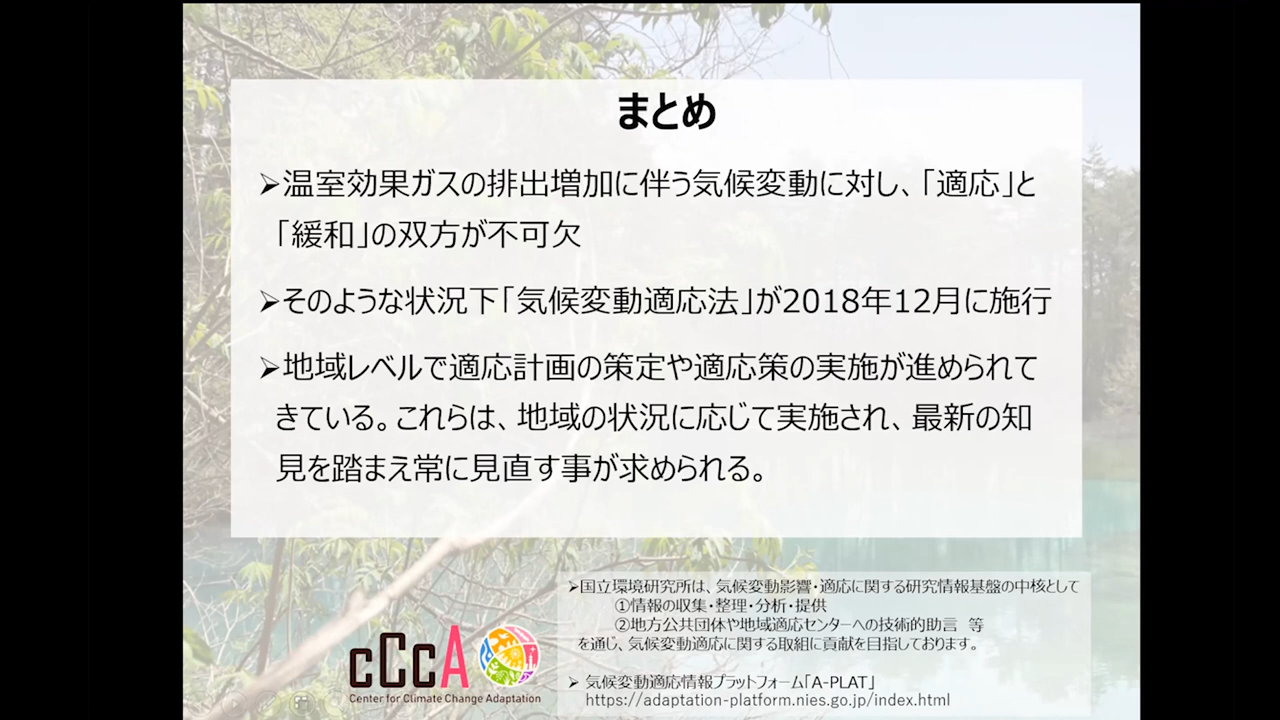 まとめ
➢温室効果ガスの排出増加に伴う気候変動に対し、「適応」と
「緩和」の双方が不可欠
➢そのような状況下「気候変動適応法」が2018年12月に施行
➢地域レベルで適応計画の策定や適応策の実施が進められて
きている。これらは、地域の状況に応じて実施され、最新の知
見を踏まえ常に見直す事が求められる。
➢国立環境研究所は、気候変動影響・適応に関する研究情報基盤の中核として
①情報の収集・整理・分析・提供
②地方公共団体や地域適応センターへの技術的助言 等
を通じ、気候変動適応に関する取組に貢献を目指しております。
cCcA
Center for Climate Change Adaptation
➢ 気候変動適応情報プラットフォーム「A-PLAT」
https://adaptation-platform.nies.go.jp/index.html